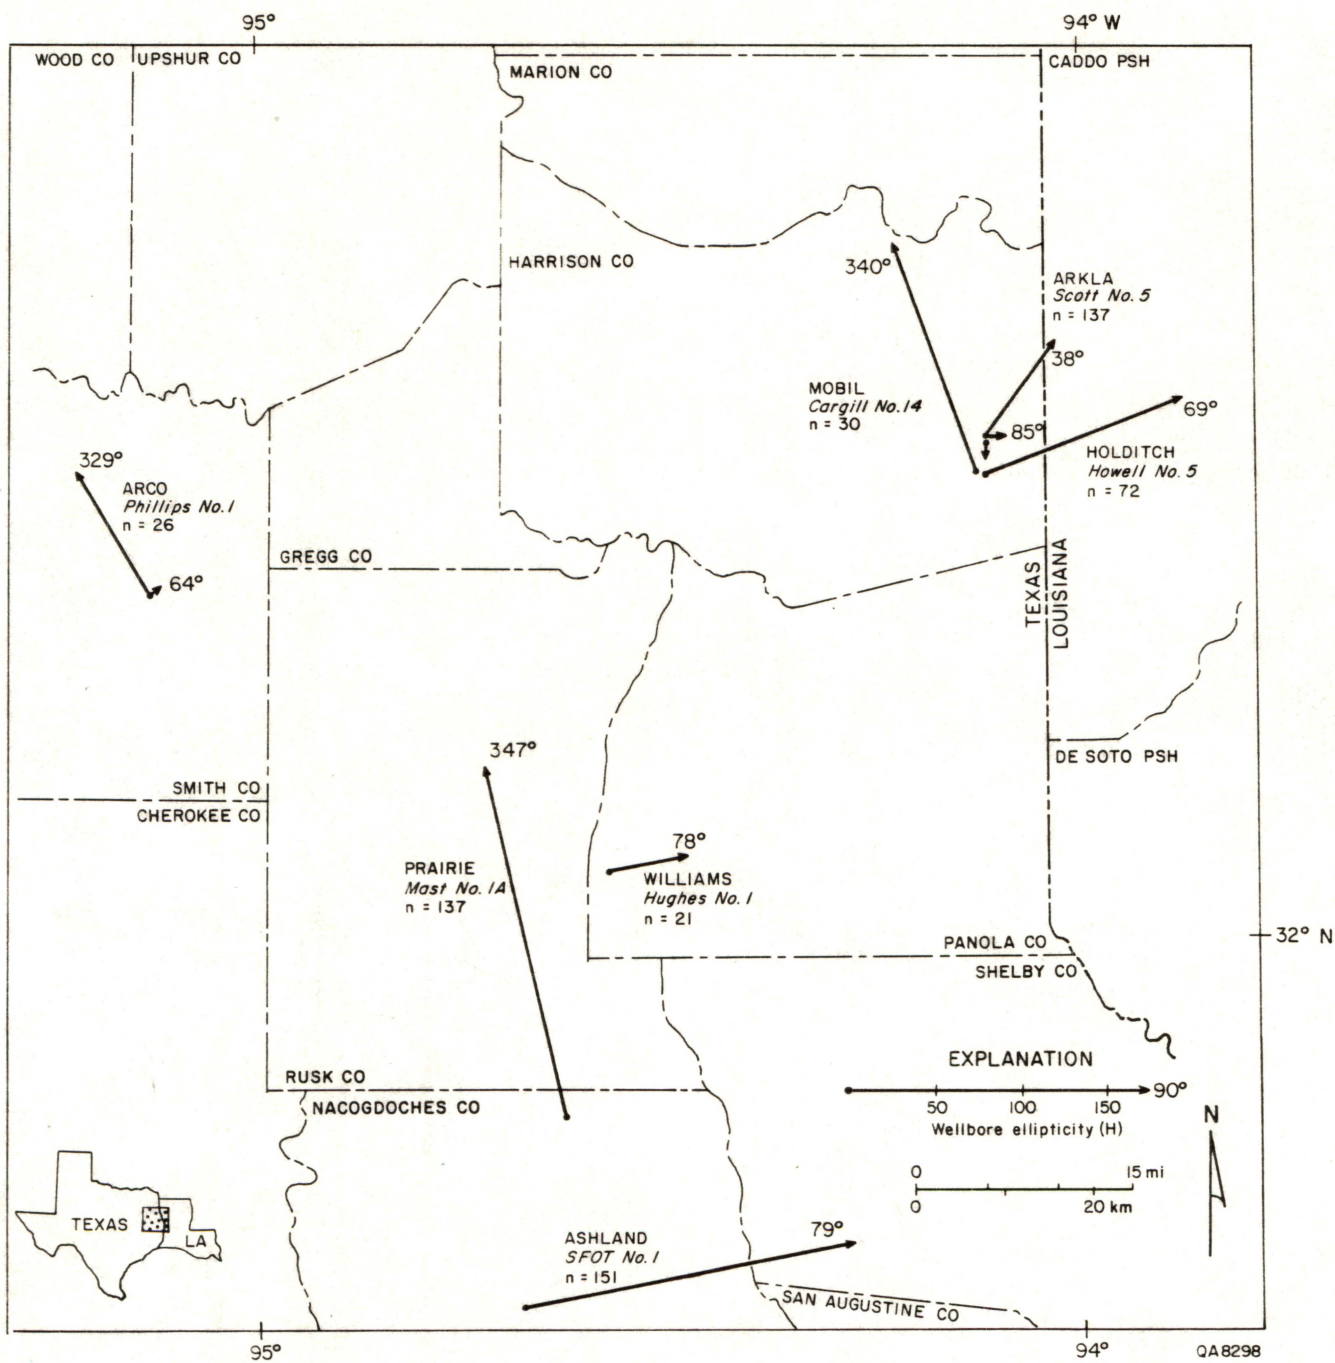 95°
94° W
WOOD CO
UPSHUR CO
MARION CO
CADDO PSH
HARRISON CO
340°
ARKLA
Scott No. 5
n = 137
38°
MOBIL
Cargill No. 14
n = 30
69°
85°
HOLDITCH
Howell No. 5
n = 72
329°
ARCO
Phillips No. 1
n = 26
64°
GREGG CO
TEXAS
LOUISIANA
347°
DE SOTO PSH
SMITH CO
CHEROKEE CO
78°
PRAIRIE
Mast No. 1A
n = 137
WILLIAMS
Hughes No. 1
n = 21
32° N
PANOLA CO
SHELBY CO
EXPLANATION
90°
50 100 150
Wellbore ellipticity (H)
N
RUSK CO
NACOGDOCHES CO
0 15 mi
0 20 km
TEXAS
LA
ASHLAND
SFOT No. 1
n = 151
79°
SAN AUGUSTINE CO
95°
94°
QA8298